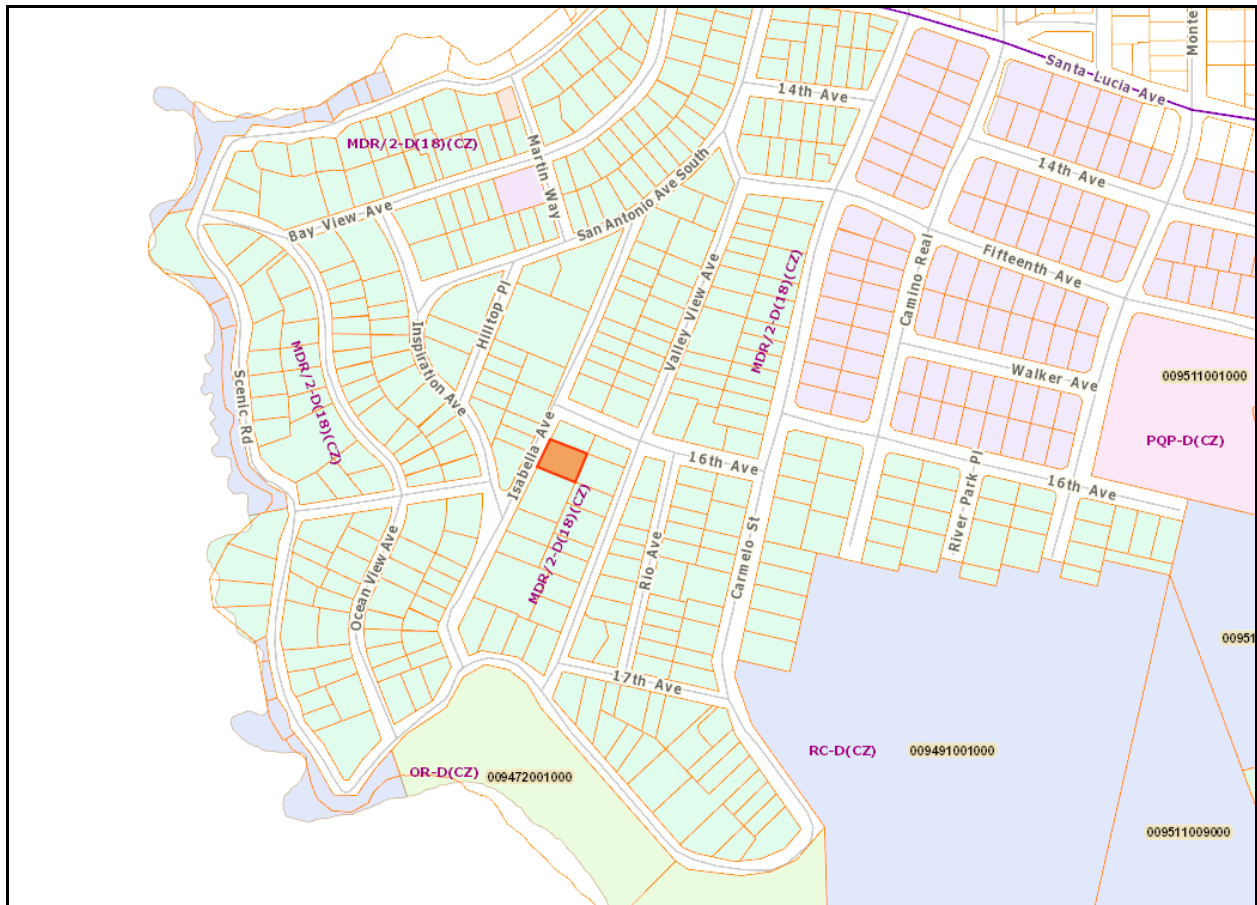 Monte
Santa-Lucia-Ave
14th-Ave
MDR/2-D(18)(CZ)
Martin-Way
14th-Ave
San-Antonio-Ave-South
Bay-View-Ave
Fifteenth-Ave
Camino-Real
MDR/2-D(18)(CZ)
Valley-View-Ave
Hilltop-Pl
Inspiration-Ave
MDR/2-D(18)(CZ)
Scenic-Rd
Walker-Ave
009511001000
PQP-D(CZ)
Isabella-Ave
16th-Ave
16th-Ave
River-Park-Pl
MDR/2-D(18)(CZ)
Rio-Ave
Carmelo-St
Ocean-View-Ave
00951
17th-Ave
RC-D(CZ)
009491001000
OR-D(CZ)
009472001000
009511009000